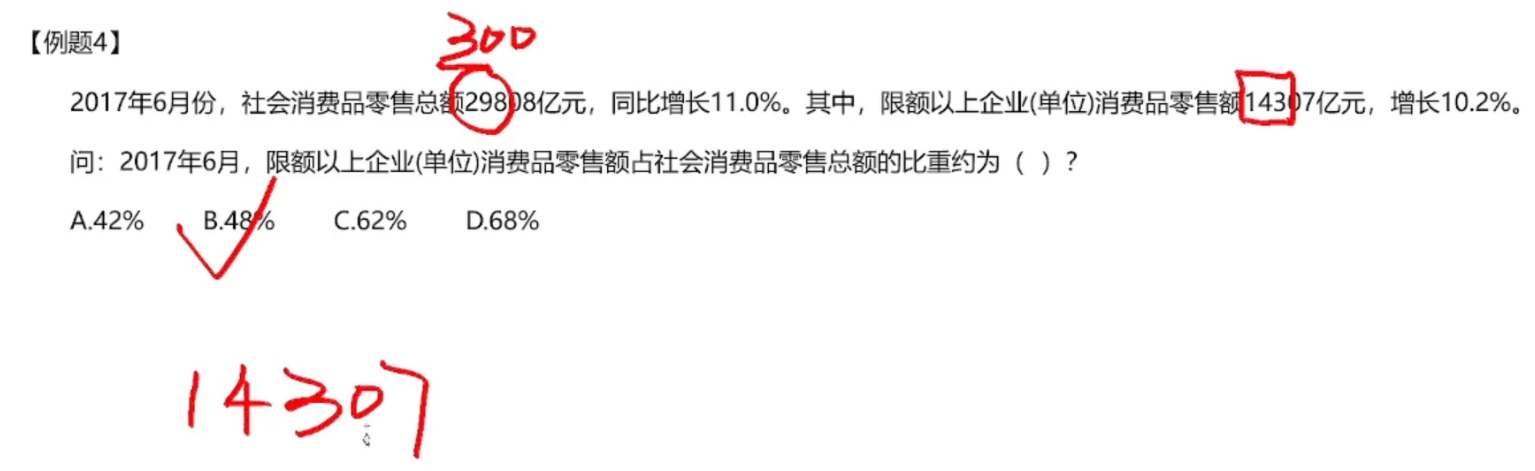 【例题4】
300
2017年6月份，社会消费品零售总额29808亿元，同比增长11.0%。其中，限额以上企业(单位)消费品零售额14307亿元，增长10.2%。
问：2017年6月，限额以上企业(单位)消费品零售额占社会消费品零售总额的比重约为（ ）？
A.42% B.48% C.62% D.68%
14307